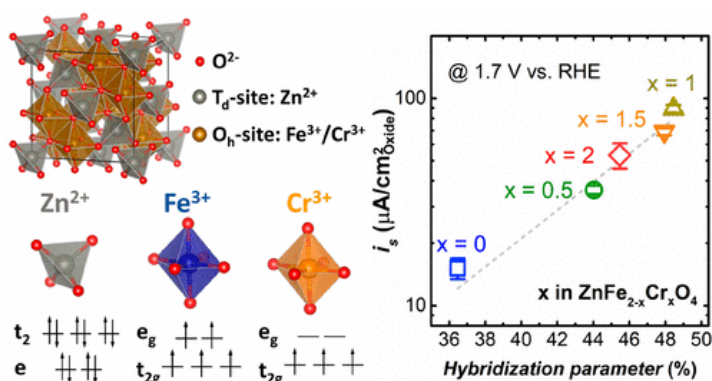 O²⁻
T_d-site: Zn²⁺
O_h-site: Fe³⁺/Cr³⁺
Zn²⁺
Fe³⁺
Cr³⁺
t₂
e_g
e_g
e
t₂g
t₂g
@ 1.7 V vs. RHE
x = 1
x = 1.5
x = 2
x = 0.5
x = 0
x in ZnFe₂₋ₓCrₓO₄
100
10
i_s (µA/cm²_Oxide)
36 38 40 42 44 46 48 50
Hybridization parameter (%)